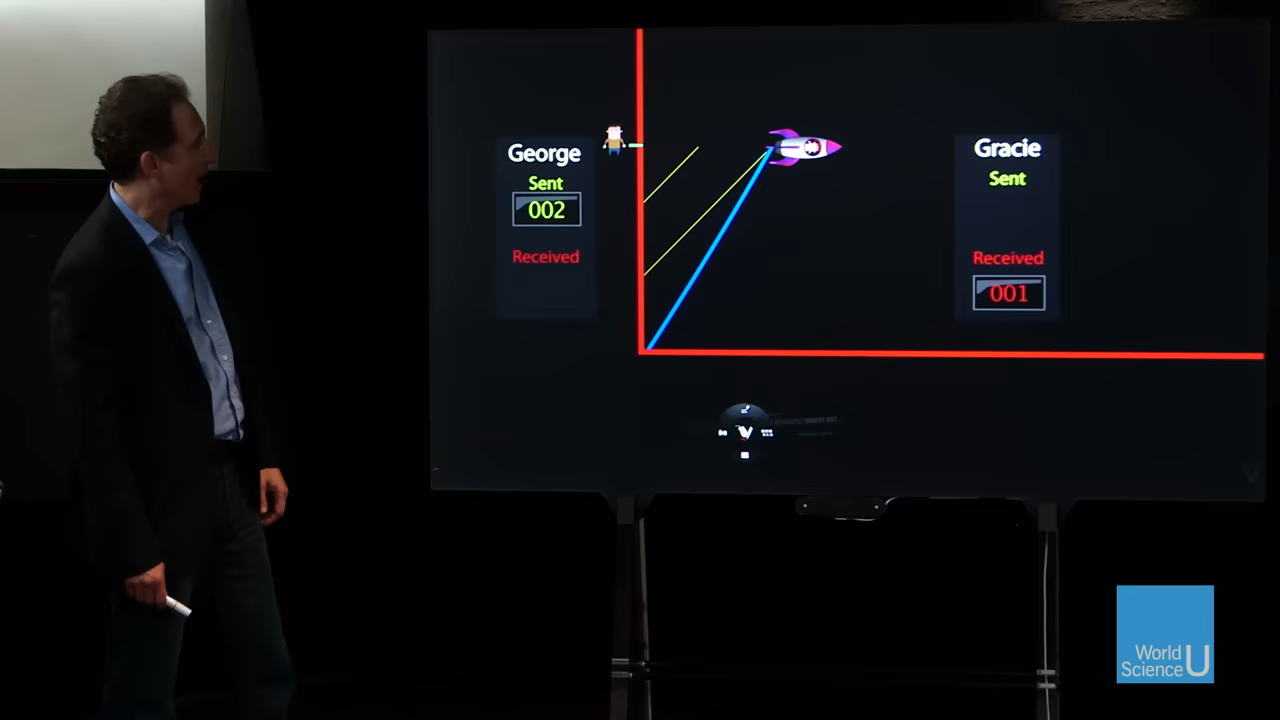 George
Sent
002
Received
Gracie
Sent
Received
001
World
Science U